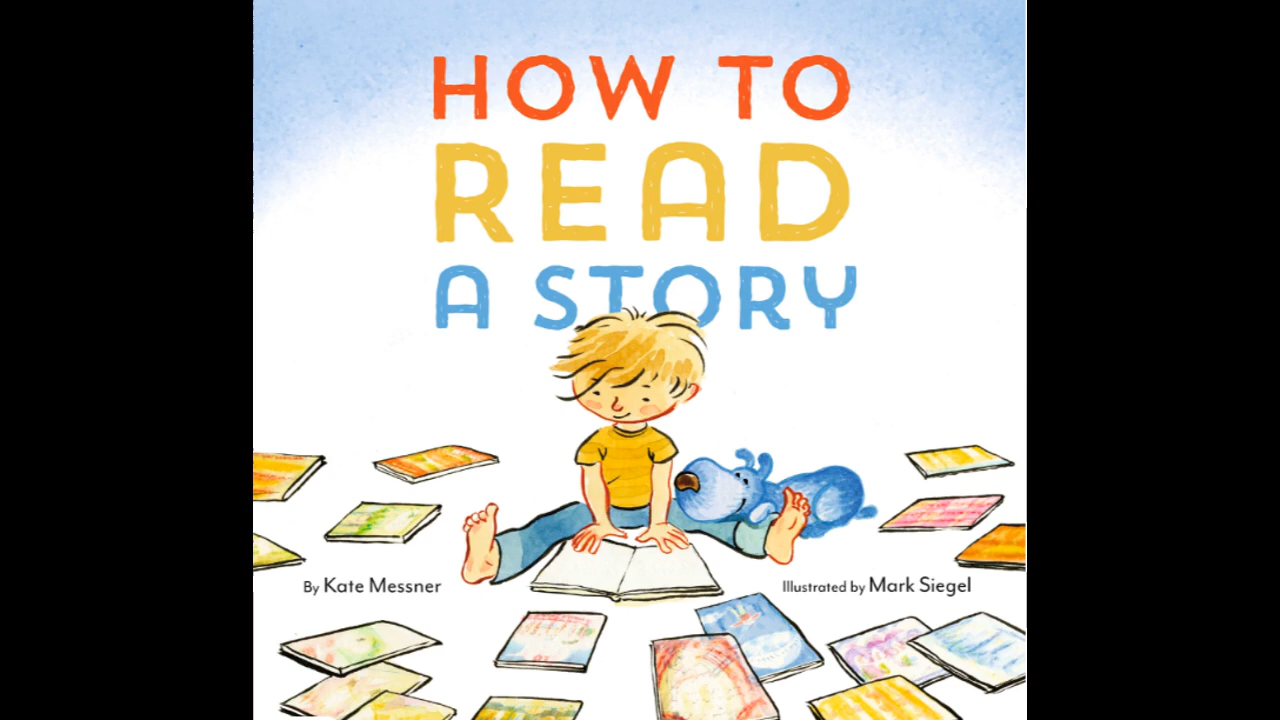 HOW TO
READ
A STORY
By Kate Messner
Illustrated by Mark Siegel